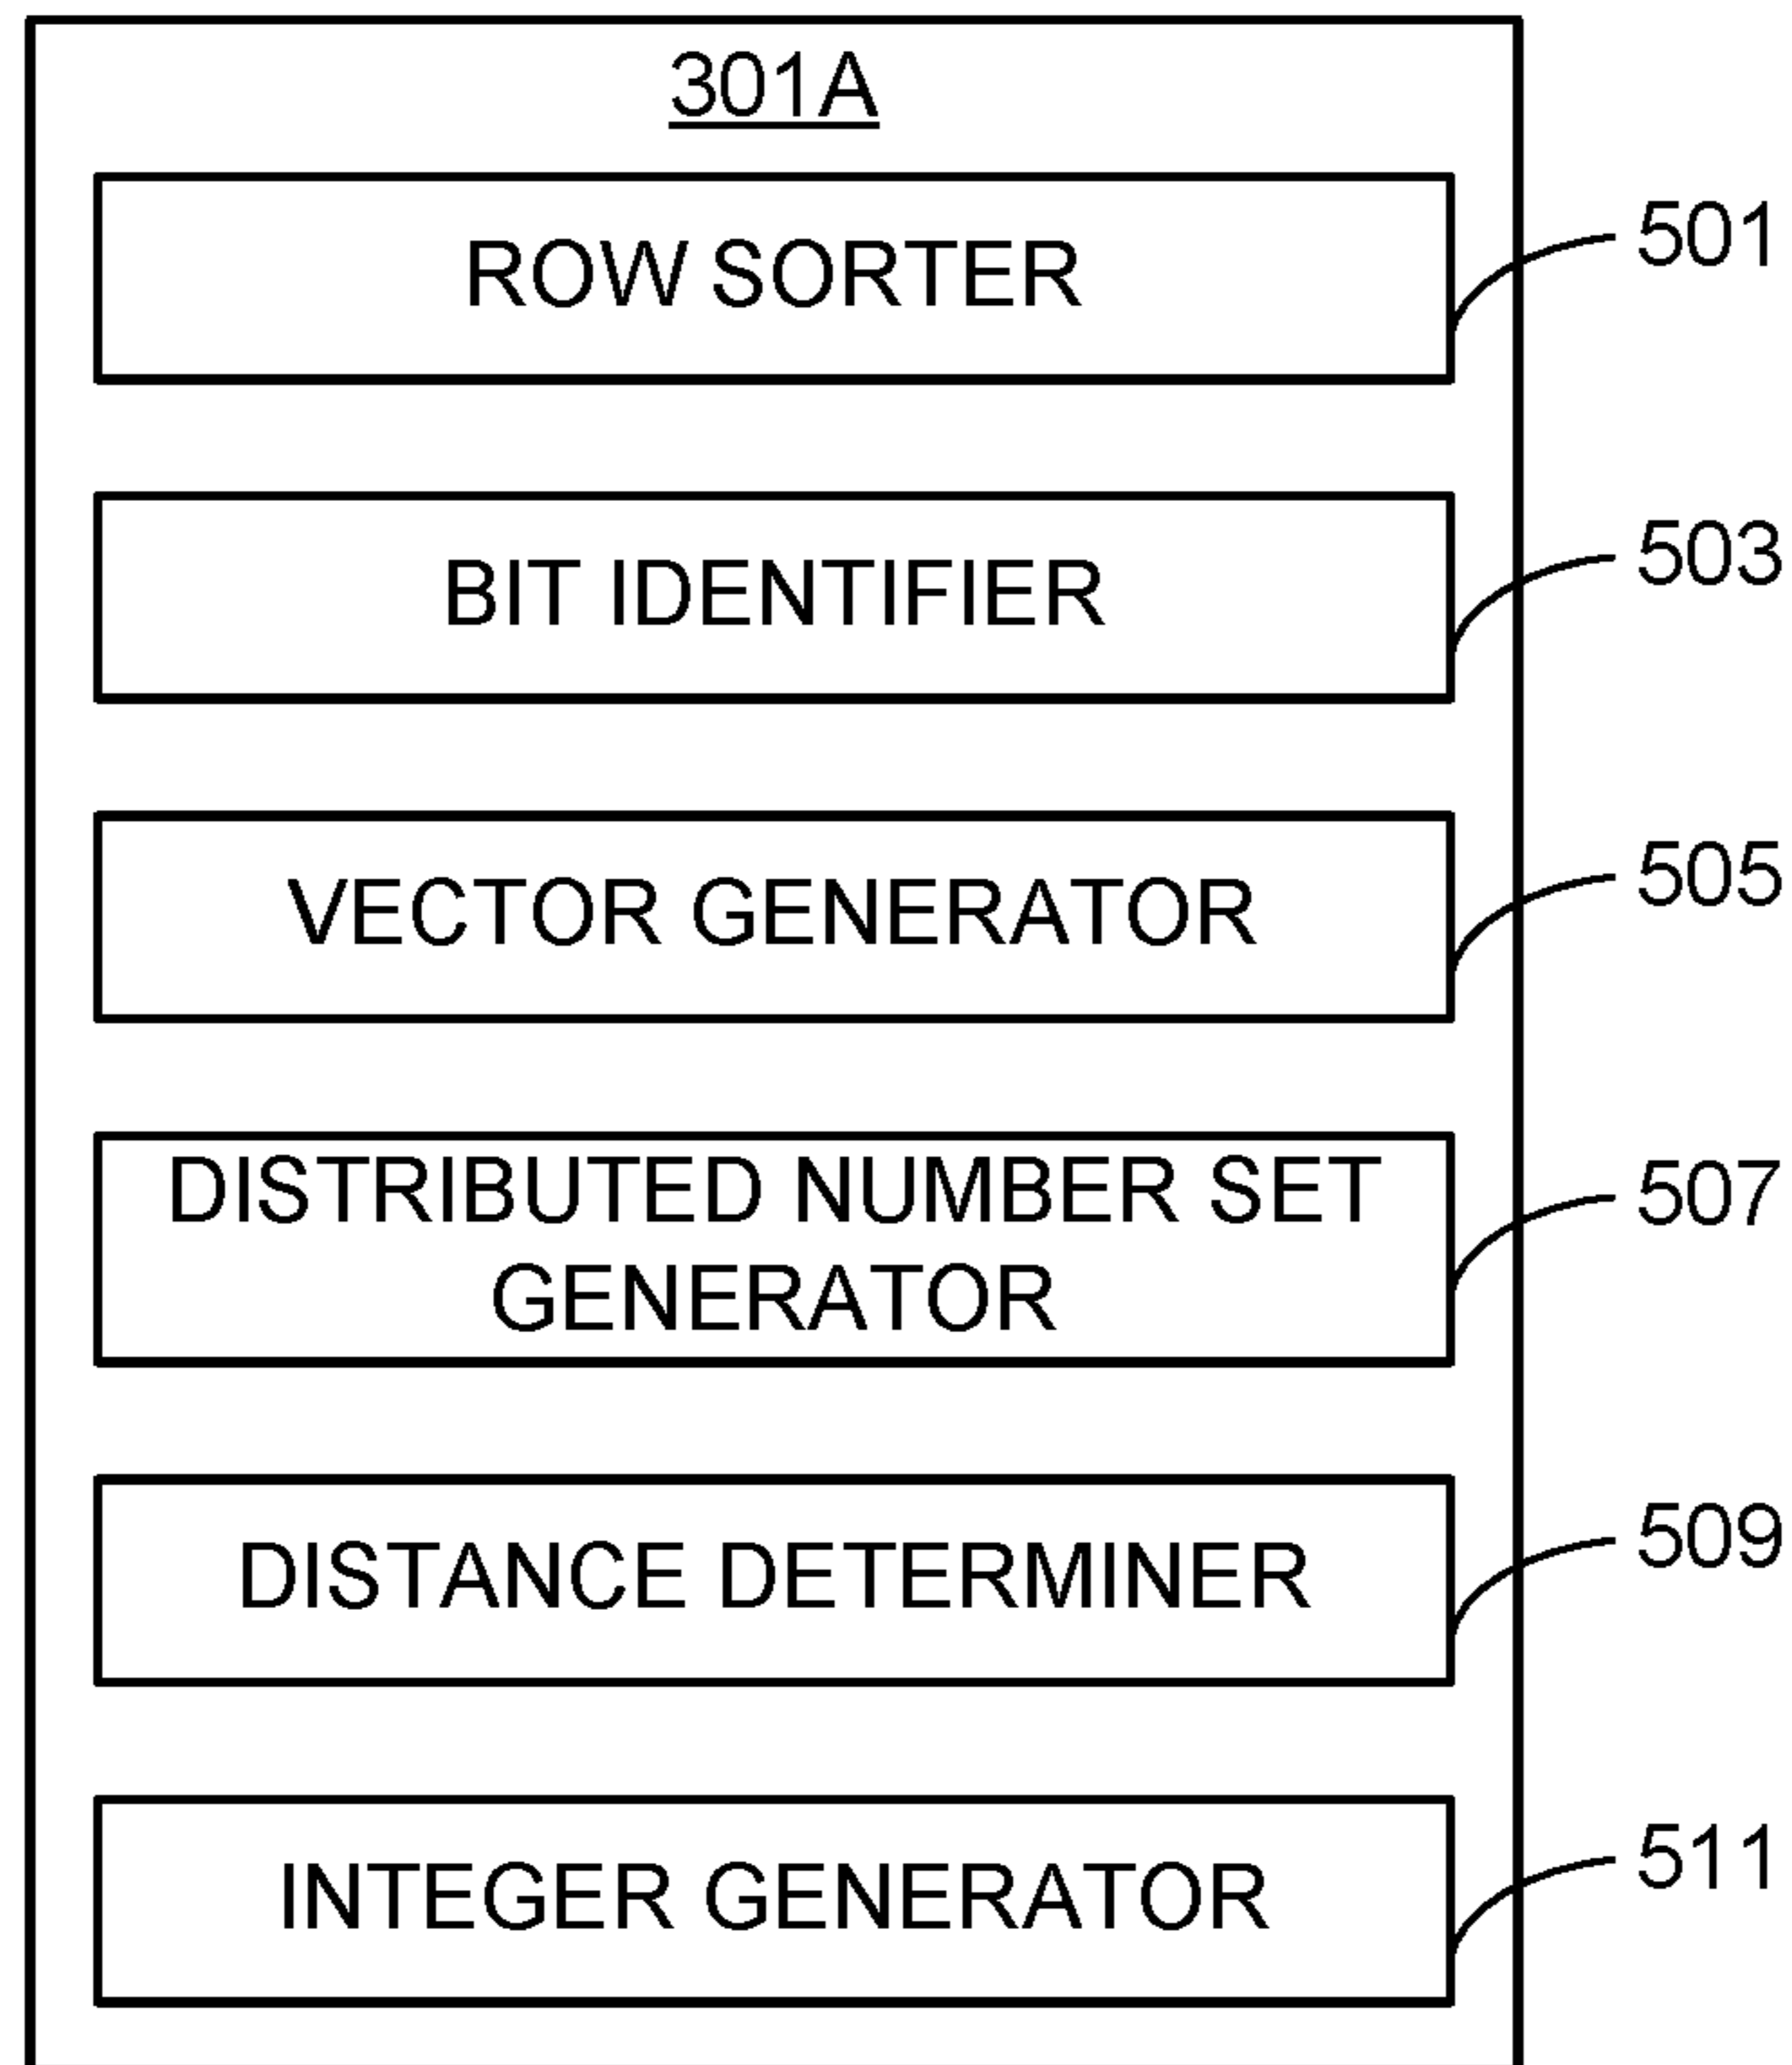 301A
ROW SORTER
501
BIT IDENTIFIER
503
VECTOR GENERATOR
505
DISTRIBUTED NUMBER SET
GENERATOR
507
DISTANCE DETERMINER
509
INTEGER GENERATOR
511